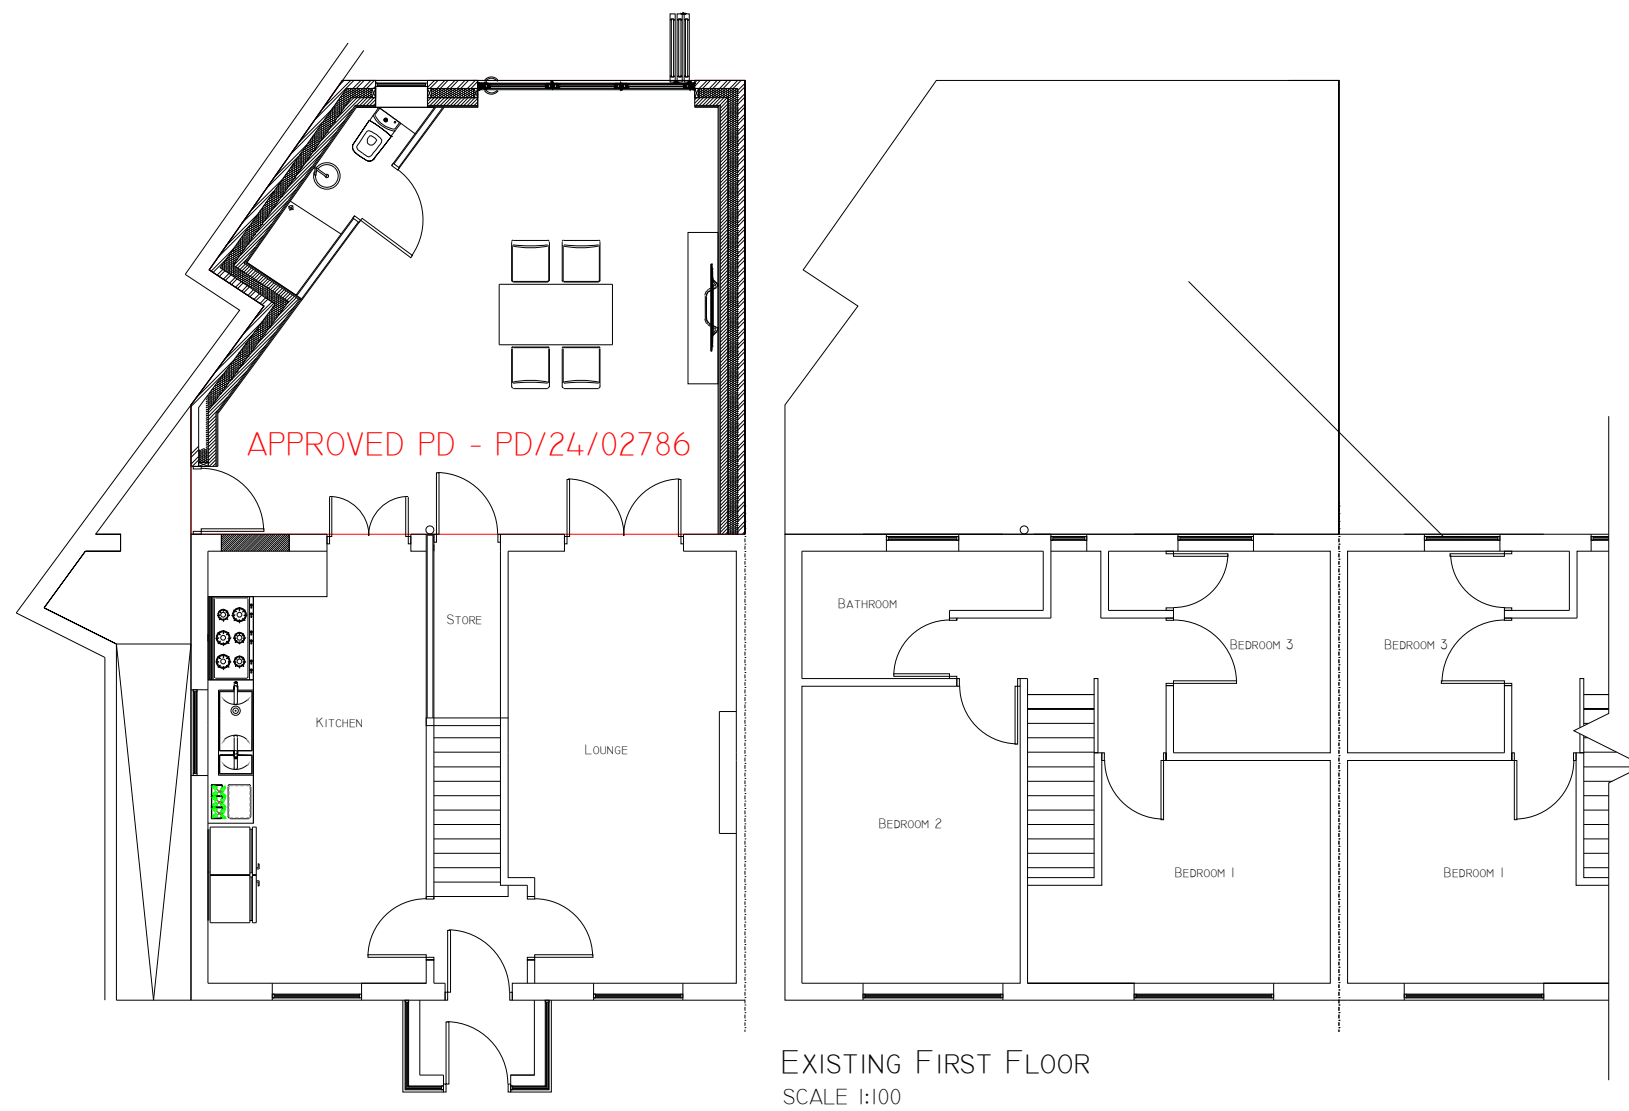 APPROVED PD - PD/24/02786
STORE
KITCHEN
LOUNGE
BATHROOM
BEDROOM 3
BEDROOM 3
BEDROOM 2
BEDROOM 1
BEDROOM 1
EXISTING FIRST FLOOR
SCALE 1:100